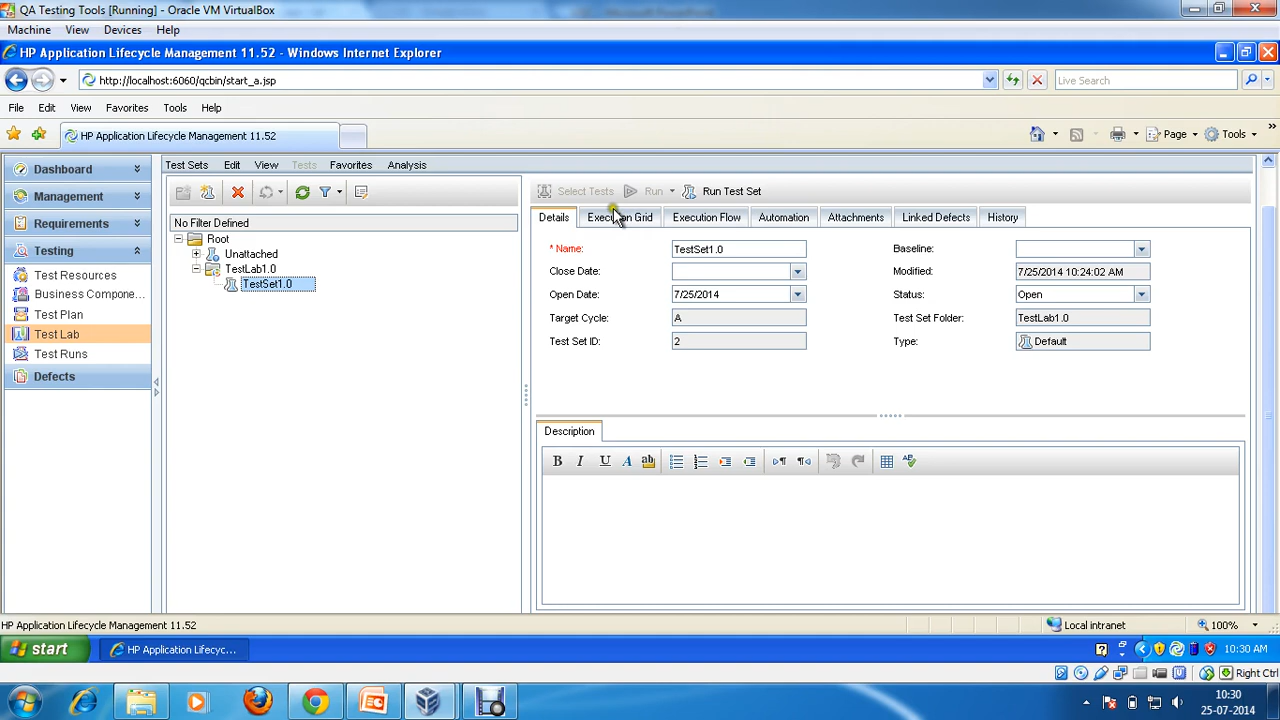 QA Testing Tools [Running] - Oracle VM VirtualBox
Machine View Devices Help
HP Application Lifecycle Management 11.52 - Windows Internet Explorer
http://localhost:6060/qcbin/start_a.jsp
Live Search
File Edit View Favorites Tools Help
HP Application Lifecycle Management 11.52
Page Tools
Dashboard
Management
Requirements
Testing
Test Resources
Business Compone...
Test Plan
Test Lab
Test Runs
Defects
Test Sets Edit View Tests Favorites Analysis
No Filter Defined
Root
Unattached
TestLab1.0
TestSet1.0
Select Tests Run Run Test Set
Details Execution Grid Execution Flow Automation Attachments Linked Defects History
* Name: TestSet1.0 Baseline:
Close Date: Modified: 7/25/2014 10:24:02 AM
Open Date: 7/25/2014 Status: Open
Target Cycle: A Test Set Folder: TestLab1.0
Test Set ID: 2 Type: Default
Description
B I U A ab
HP Application Lifecycle Management 11.52 Local intranet 100%
start HP Application Lifecyc... 10:30 AM
Right Ctrl
10:30
25-07-2014